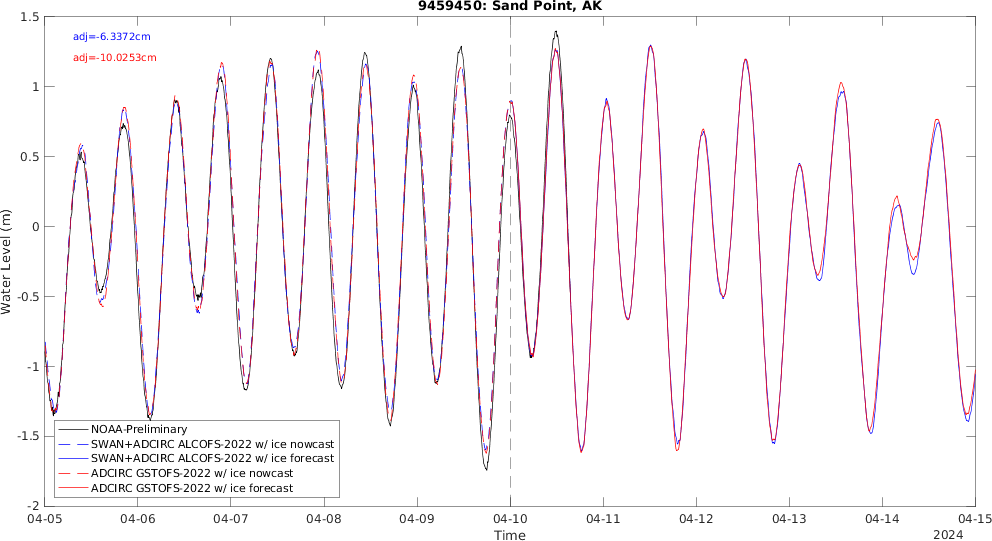 9459450: Sand Point, AK
adj=-6.3372cm
adj=-10.0253cm
Water Level (m)
1.5
1
0.5
0
-0.5
-1
-1.5
-2
NOAA-Preliminary
SWAN+ADCIRC ALCOFS-2022 w/ ice nowcast
SWAN+ADCIRC ALCOFS-2022 w/ ice forecast
ADCIRC GSTOFS-2022 w/ ice nowcast
ADCIRC GSTOFS-2022 w/ ice forecast
04-05 04-06 04-07 04-08 04-09 04-10 04-11 04-12 04-13 04-14 04-15
Time
2024